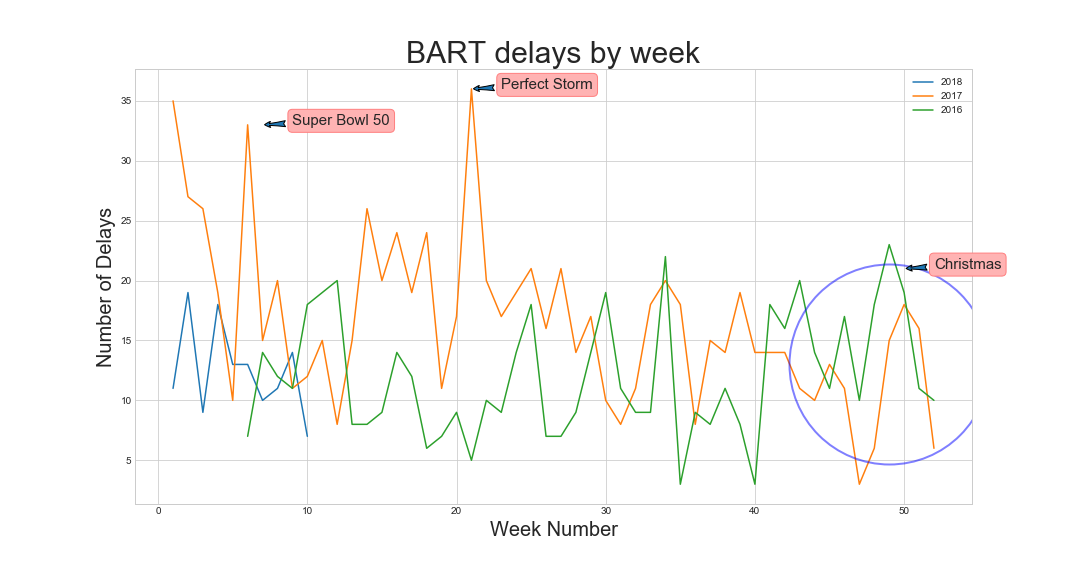 BART delays by week
Perfect Storm
Super Bowl 50
Christmas
2018
2017
2016
Number of Delays
35
30
25
20
15
10
5
0 10 20 30 40 50
Week Number